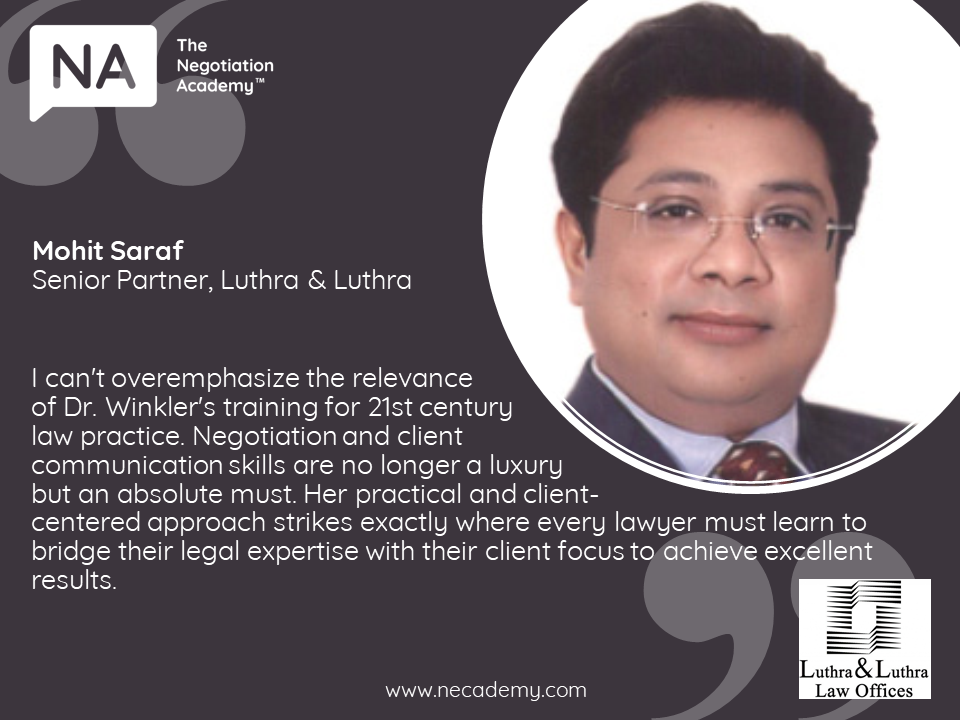 NA
The
Negotiation
Academy™
Mohit Saraf
Senior Partner, Luthra & Luthra
I can't overemphasize the relevance
of Dr. Winkler's training for 21st century
law practice. Negotiation and client
communication skills are no longer a luxury
but an absolute must. Her practical and client-
centered approach strikes exactly where every lawyer must learn to
bridge their legal expertise with their client focus to achieve excellent
results.
Luthra & Luthra
Law Offices
www.necademy.com